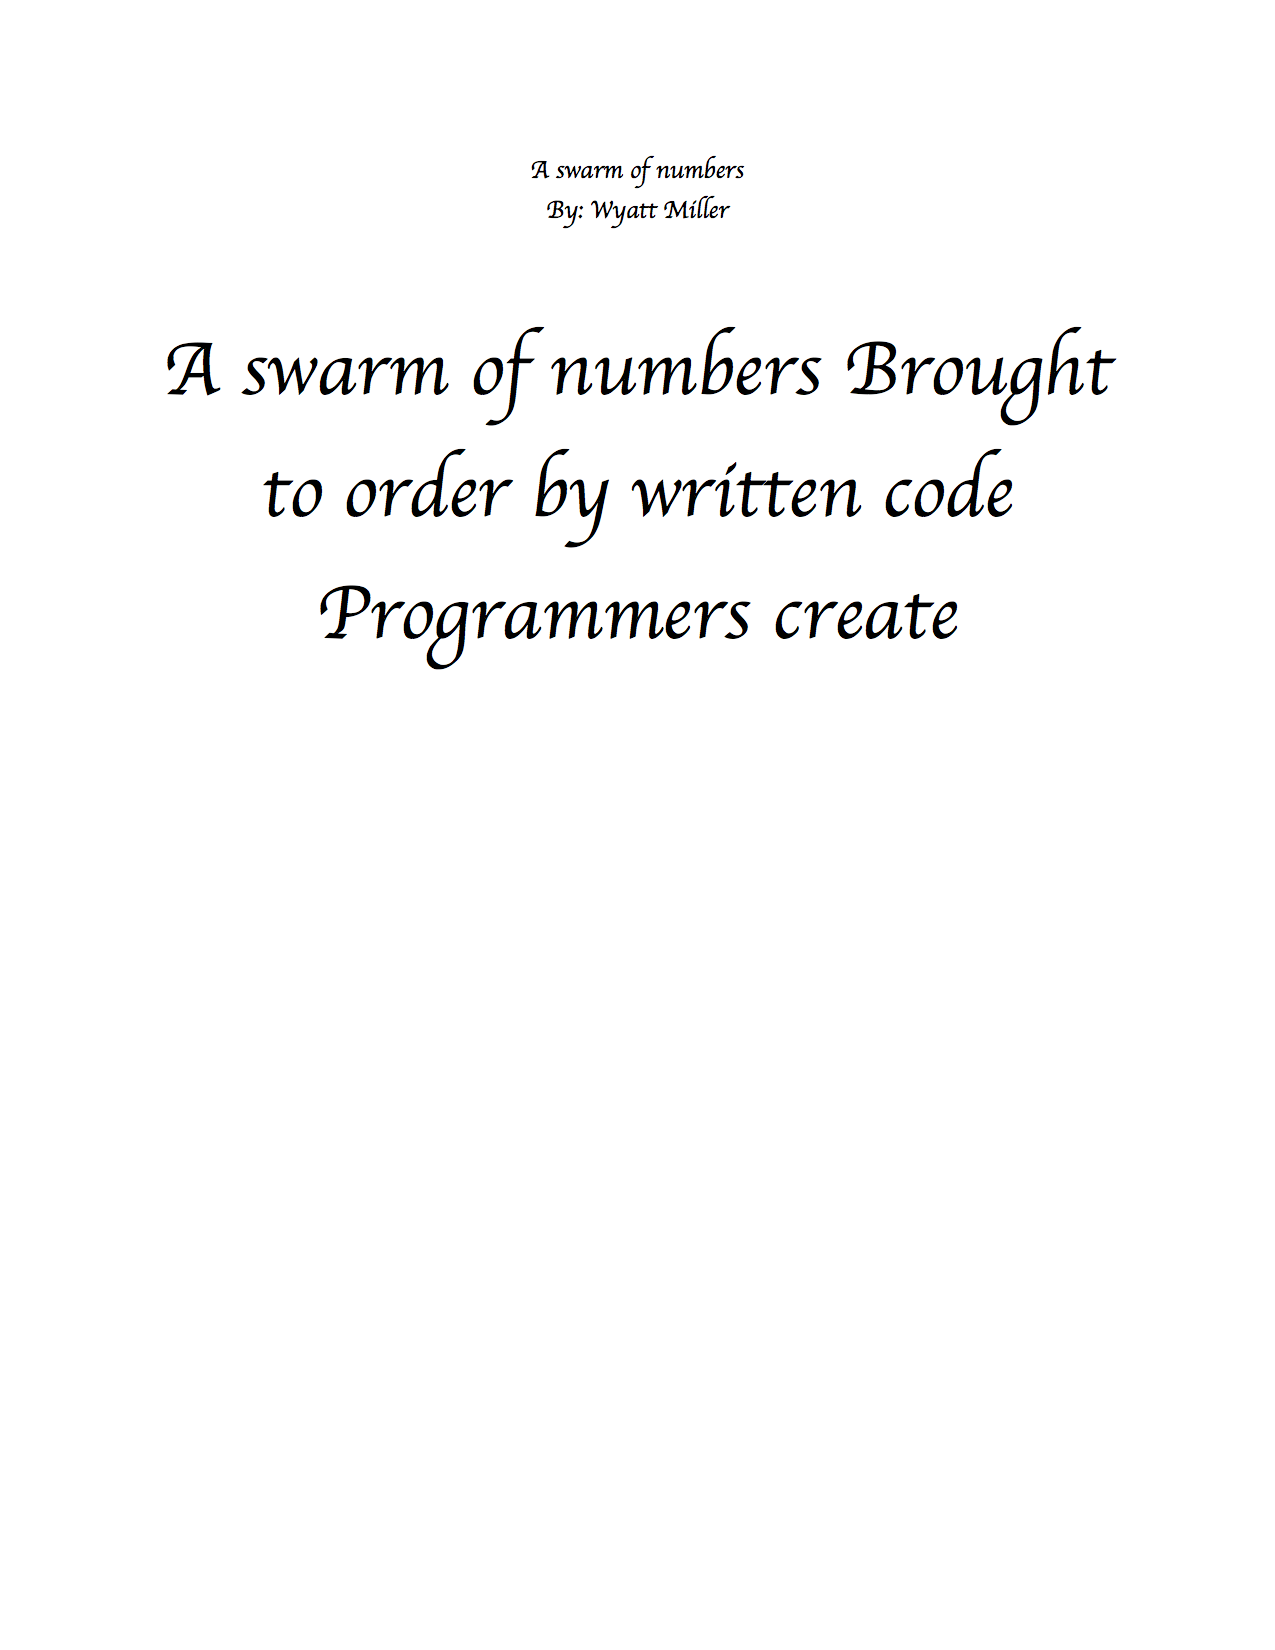 A swarm of numbers
By: Wyatt Miller
A swarm of numbers Brought
to order by written code
Programmers create